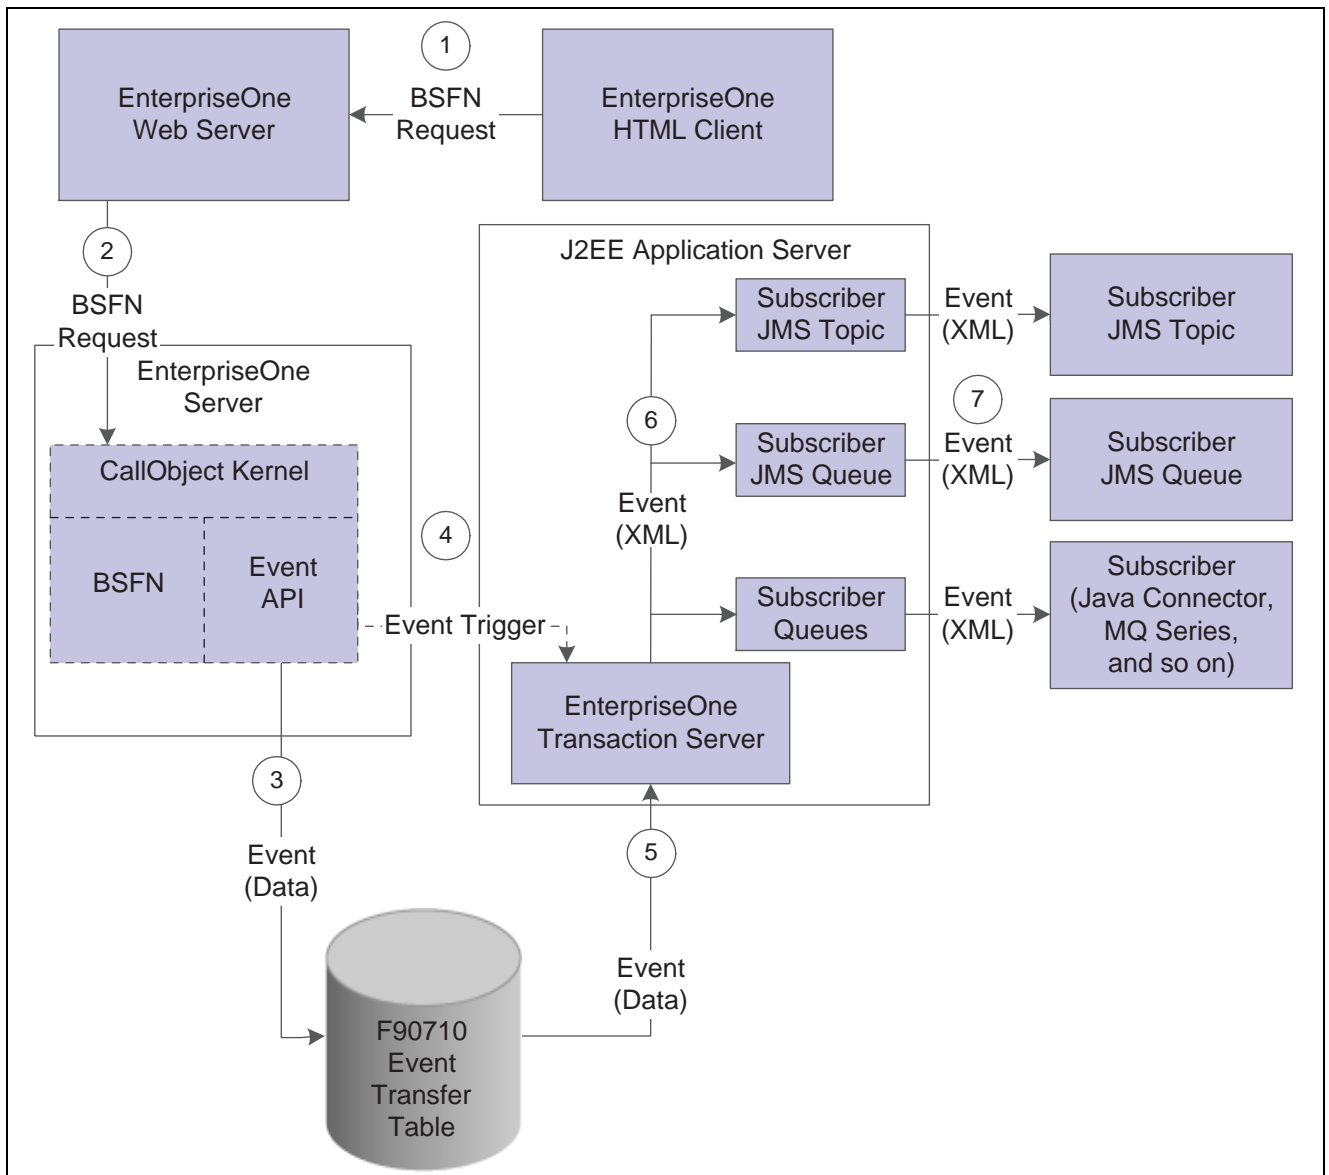 1
EnterpriseOne
Web Server
BSFN
Request
EnterpriseOne
HTML Client
2
BSFN
Request
EnterpriseOne
Server
CallObject Kernel
BSFN
Event
API
3
Event
(Data)
F90710
Event
Transfer
Table
4
Event Trigger
J2EE Application Server
EnterpriseOne
Transaction Server
5
Event
(Data)
6
Event
(XML)
Subscriber
JMS Topic
Subscriber
JMS Queue
Subscriber
Queues
Event
(XML)
7
Event
(XML)
Event
(XML)
Subscriber
JMS Topic
Subscriber
JMS Queue
Subscriber
(Java Connector,
MQ Series,
and so on)